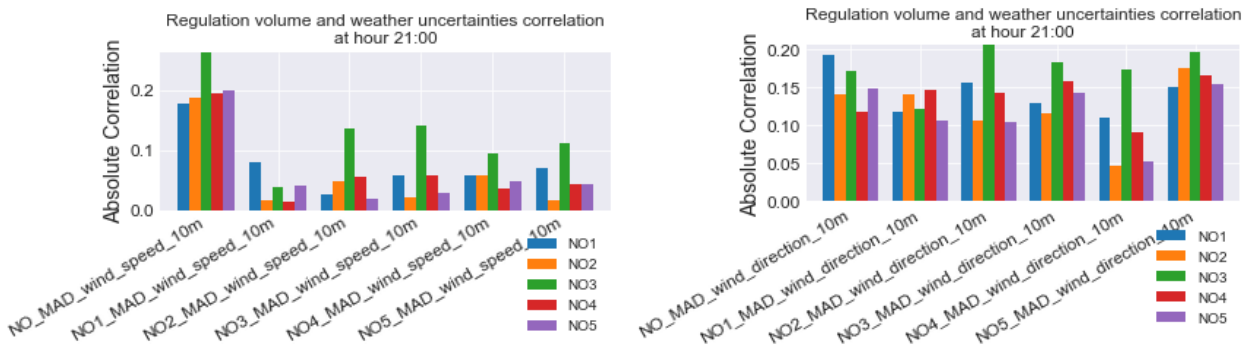 Regulation volume and weather uncertainties correlation
at hour 21:00
Absolute Correlation
0.2
0.1
0.0
NO_MAD_wind_speed_10m
NO1_MAD_wind_speed_10m
NO2_MAD_wind_speed_10m
NO3_MAD_wind_speed_10m
NO4_MAD_wind_speed_10m
NO5_MAD_wind_speed_10m
NO1
NO2
NO3
NO4
NO5
Regulation volume and weather uncertainties correlation
at hour 21:00
Absolute Correlation
0.20
0.15
0.10
0.05
0.00
NO_MAD_wind_direction_10m
NO1_MAD_wind_direction_10m
NO2_MAD_wind_direction_10m
NO3_MAD_wind_direction_10m
NO4_MAD_wind_direction_10m
NO5_MAD_wind_direction_10m
NO1
NO2
NO3
NO4
NO5